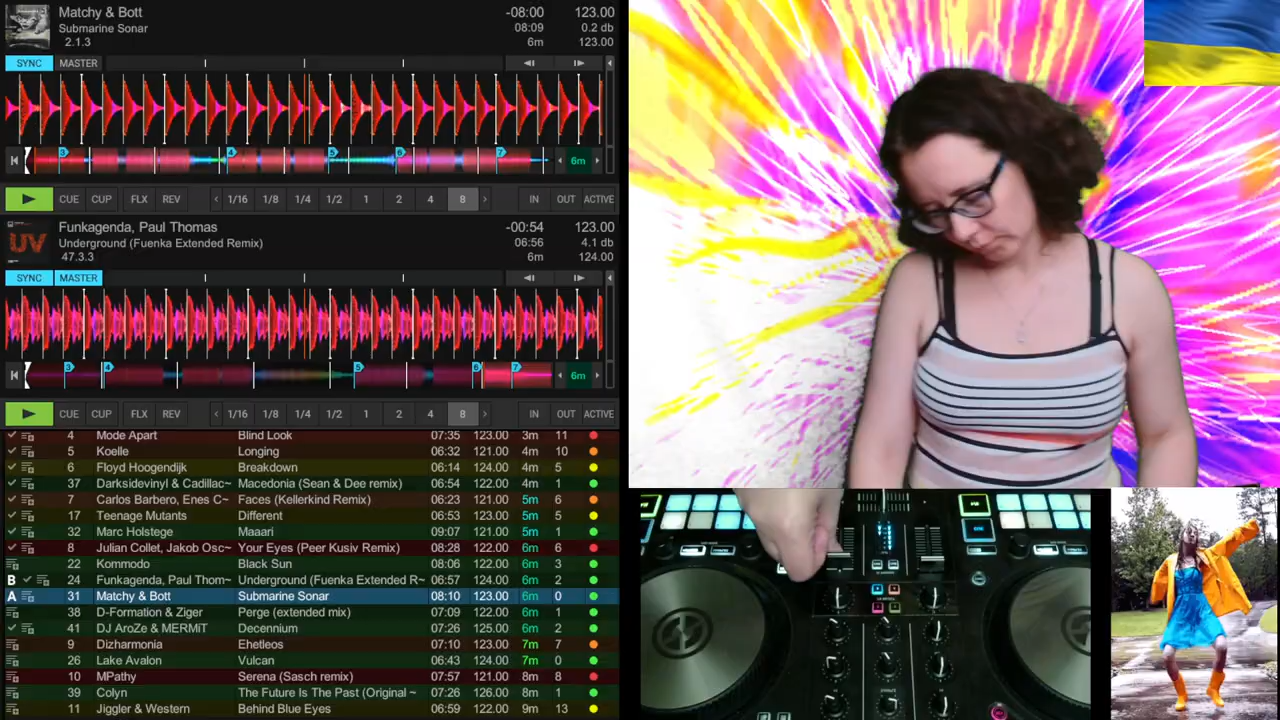 Matchy & Bott -08:00 123.00
Submarine Sonar 08:09 0.2 db
2.1.3 6m 123.00
SYNC MASTER
3 4 5 6 7 6m
CUE CUP FLX REV 1/16 1/8 1/4 1/2 1 2 4 8 IN OUT ACTIVE
Funkagenda, Paul Thomas -00:54 123.00
Underground (Fuenka Extended Remix) 06:56 4.1 db
47.3.3 6m 124.00
UV
SYNC MASTER
3 4 5 6 7 6m
CUE CUP FLX REV 1/16 1/8 1/4 1/2 1 2 4 8 IN OUT ACTIVE
4 Mode Apart Blind Look 07:35 123.00 3m 11
5 Koelle Longing 06:32 121.00 4m 10
6 Floyd Hoogendijk Breakdown 06:14 124.00 4m 5
37 Darksidevinyl & Cadillac~ Macedonia (Sean & Dee remix) 06:54 122.00 4m 1
7 Carlos Barbero, Enes C~ Faces (Kellerkind Remix) 06:23 121.00 5m 6
17 Teenage Mutants Different 06:53 123.00 5m 5
32 Marc Holstege Maaari 09:07 121.00 5m 1
8 Julian Collet, Jakob Osc~ Your Eyes (Peer Kusiv Remix) 08:28 122.00 6m 6
22 Kommodo Black Sun 08:06 123.00 6m 3
B 24 Funkagenda, Paul Thom~ Underground (Fuenka Extended R~ 06:57 124.00 6m 2
A 31 Matchy & Bott Submarine Sonar 08:10 123.00 6m 0
38 D-Formation & Ziger Perge (extended mix) 07:09 122.00 6m 1
41 DJ AroZe & MERMiT Decennium 07:26 125.00 6m 2
9 Dizharmonia Ehetleos 07:10 123.00 7m 7
26 Lake Avalon Vulcan 06:43 124.00 7m 0
10 MPathy Serena (Sasch remix) 07:57 121.00 8m 8
39 Colyn The Future Is The Past (Original ~ 07:26 126.00 8m 1
11 Jiggler & Western Behind Blue Eyes 06:59 122.00 9m 13